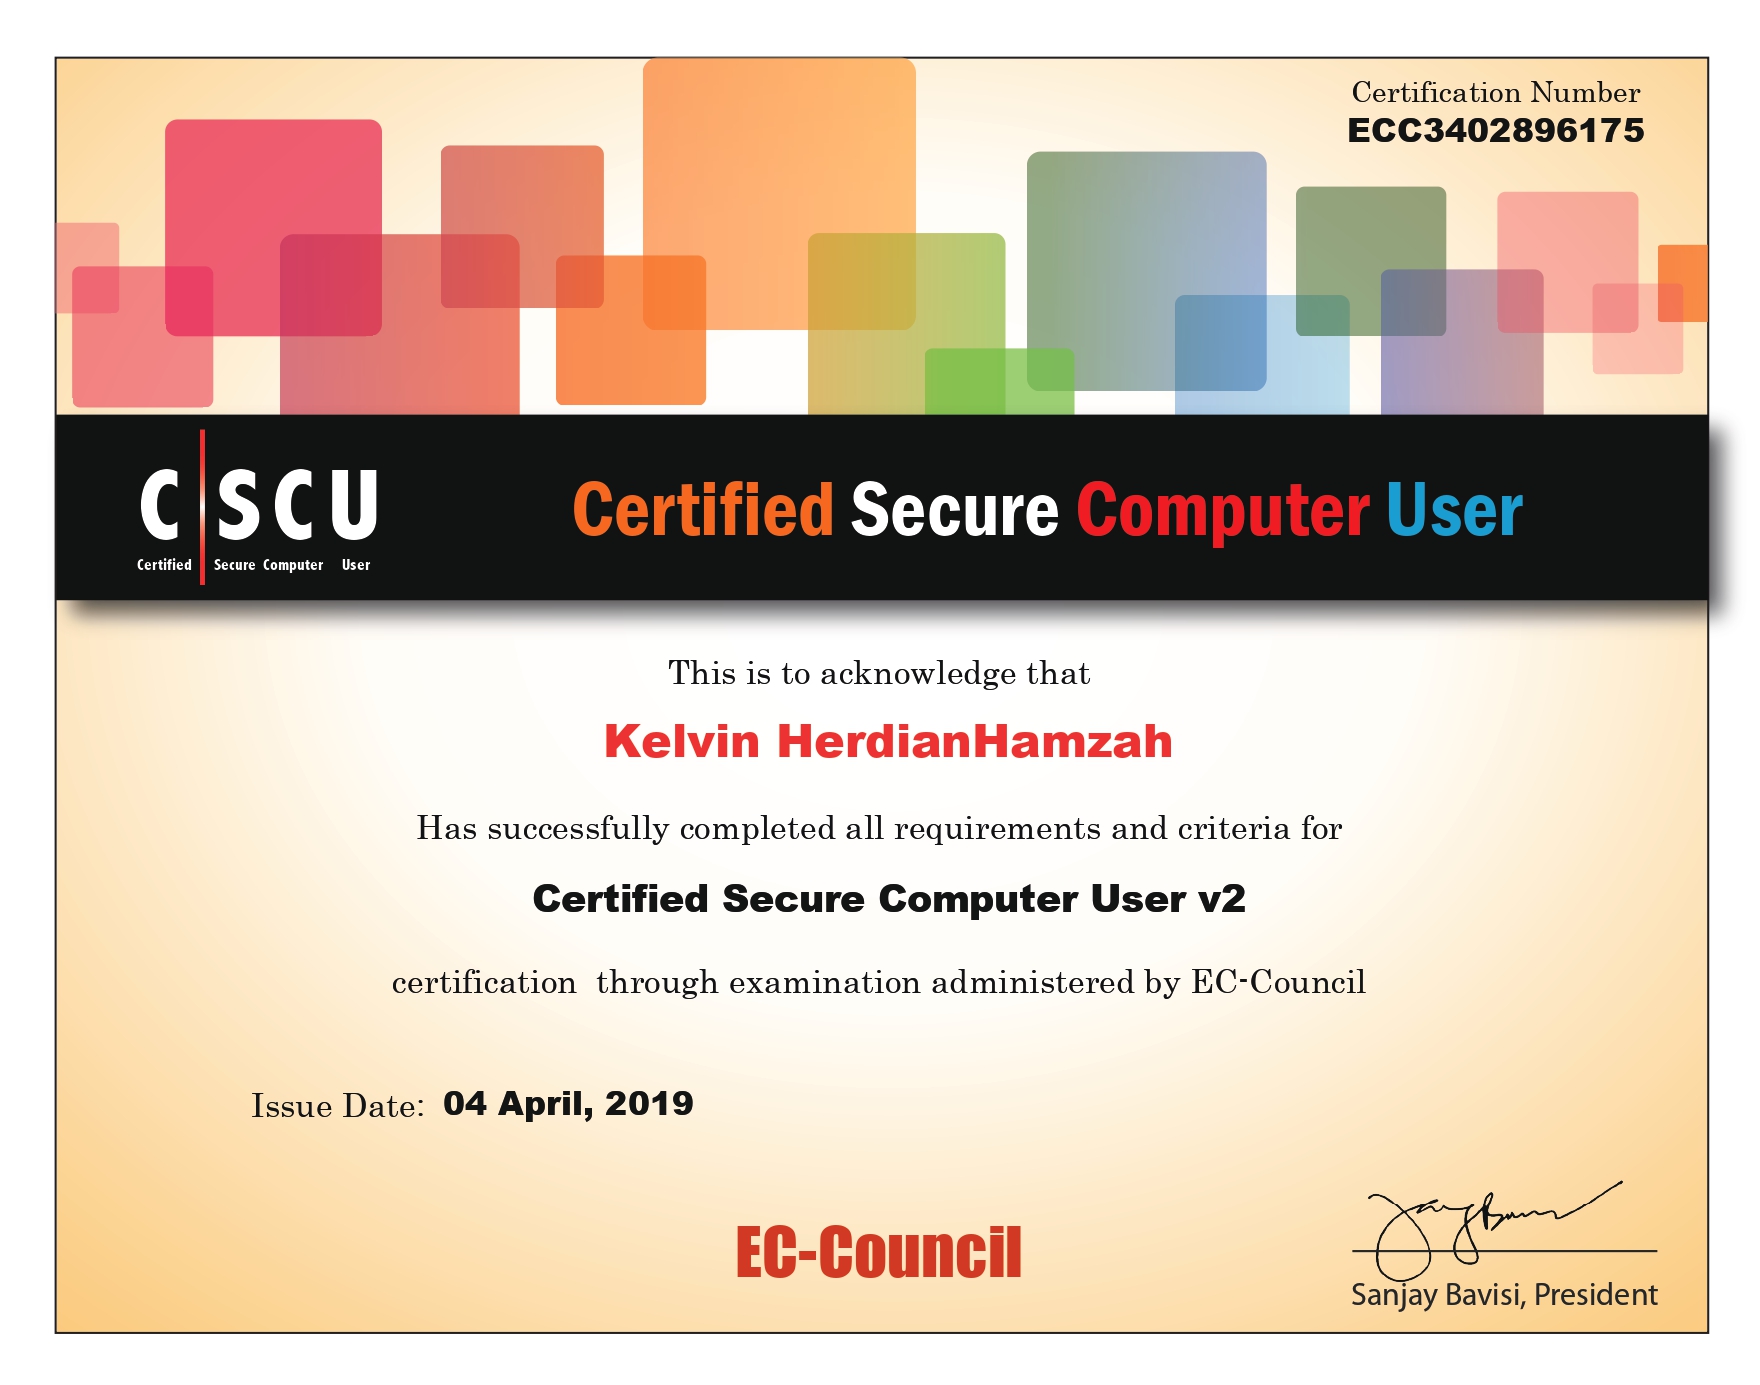 Certification Number
ECC3402896175
CSCU
Certified Secure Computer User
Certified Secure Computer User
This is to acknowledge that
Kelvin HerdianHamzah
Has successfully completed all requirements and criteria for
Certified Secure Computer User v2
certification through examination administered by EC-Council
Issue Date: 04 April, 2019
EC-Council
Sanjay Bavisi, President